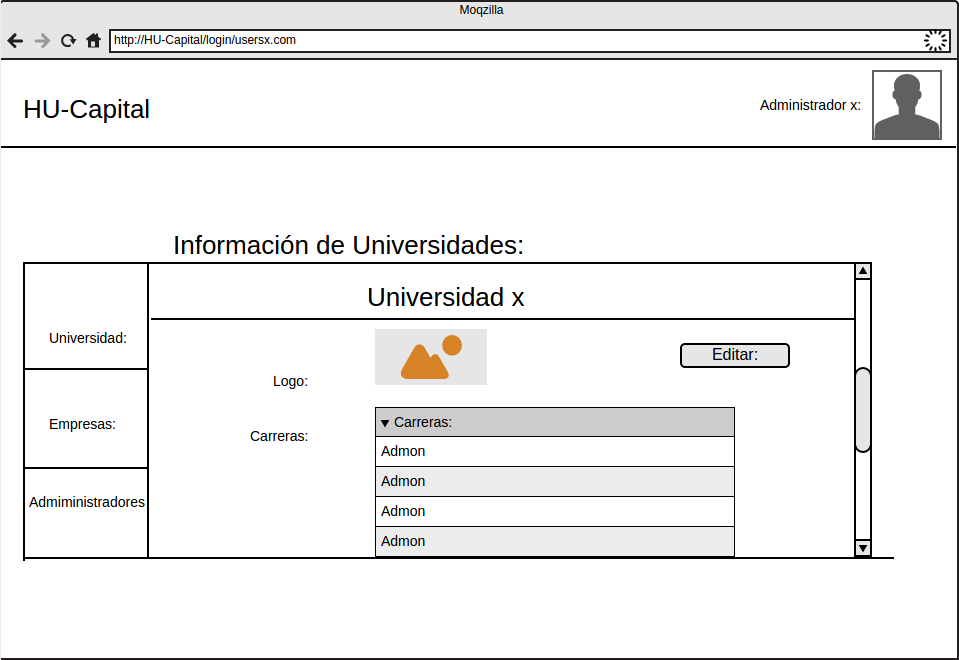 Moqzilla
http://HU-Capital/login/usersx.com
HU-Capital
Administrador x:
Información de Universidades:
Universidad x
Universidad:
Empresas:
Admiministradores
Logo:
Editar:
Carreras:
Carreras:
Admon
Admon
Admon
Admon